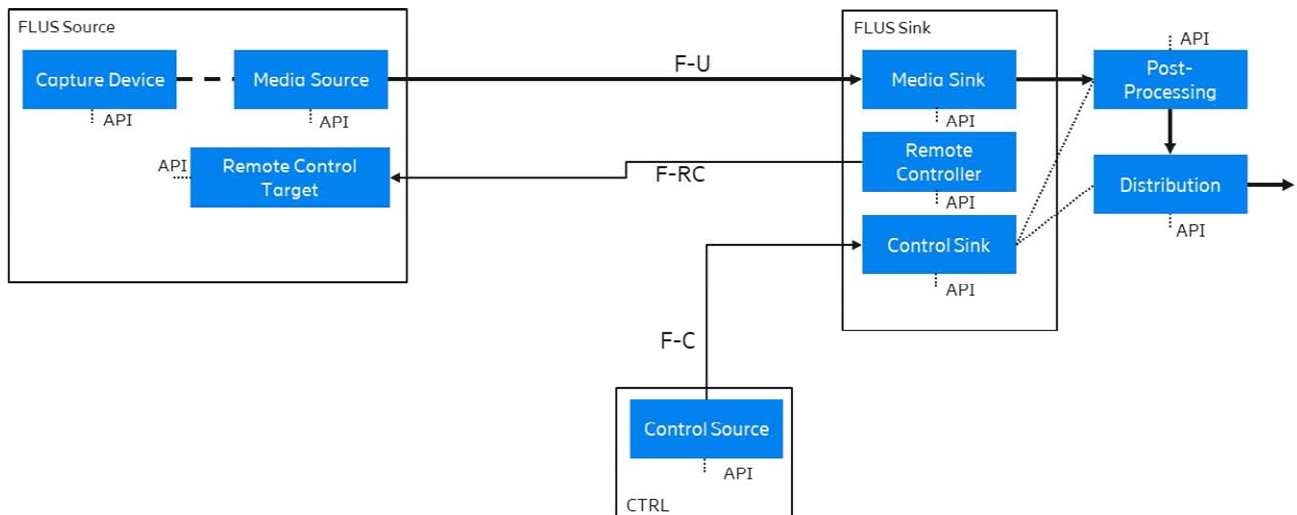 FLUS Source
Capture Device
API
Media Source
API
API
Remote Control
Target
F-U
F-RC
FLUS Sink
Media Sink
API
Remote
Controller
API
Control Sink
API
API
Post-
Processing
Distribution
API
F-C
Control Source
API
CTRL